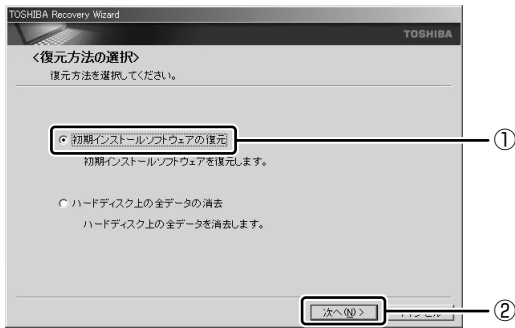 TOSHIBA Recovery Wizard
TOSHIBA
<復元方法の選択>
復元方法を選択してください。
初期インストールソフトウェアの復元
①
初期インストールソフトウェアを復元します。
ハードディスク上の全データの消去
ハードディスク上の全データを消去します。
次へ(N) >
②